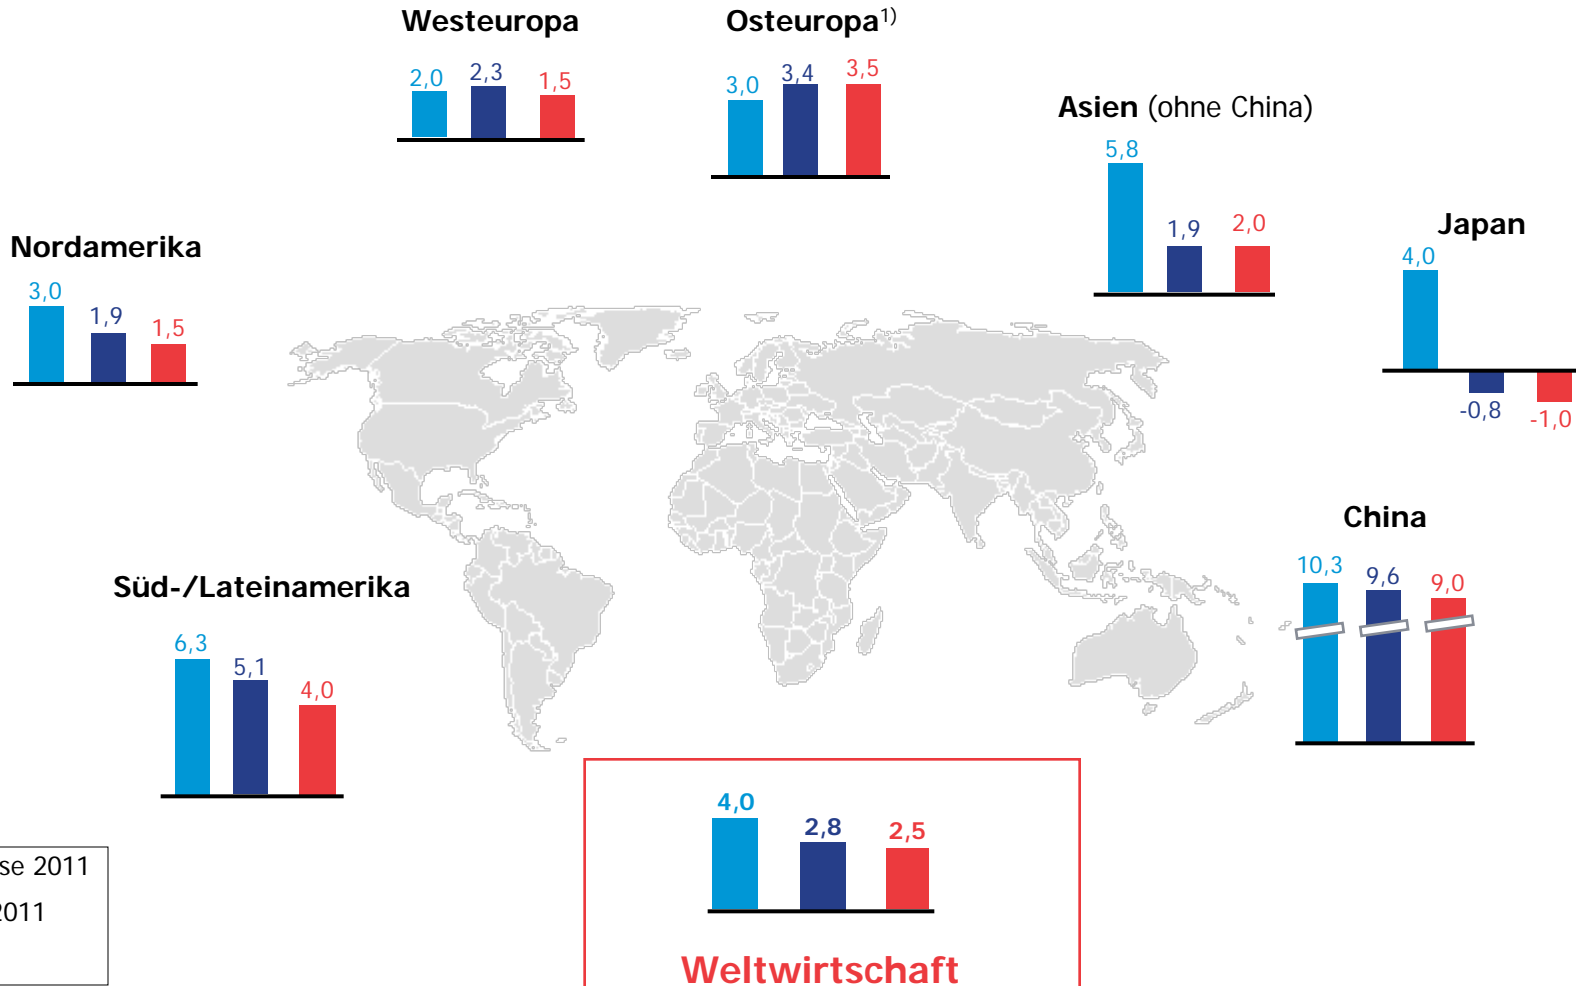 Westeuropa
2,0 2,3 1,5
Osteuropa1)
3,0 3,4 3,5
Asien (ohne China)
5,8 1,9 2,0
Japan
4,0 -0,8 -1,0
Nordamerika
3,0 1,9 1,5
China
10,3 9,6 9,0
Süd-/Lateinamerika
6,3 5,1 4,0
4,0 2,8 2,5
Weltwirtschaft
se 2011
2011